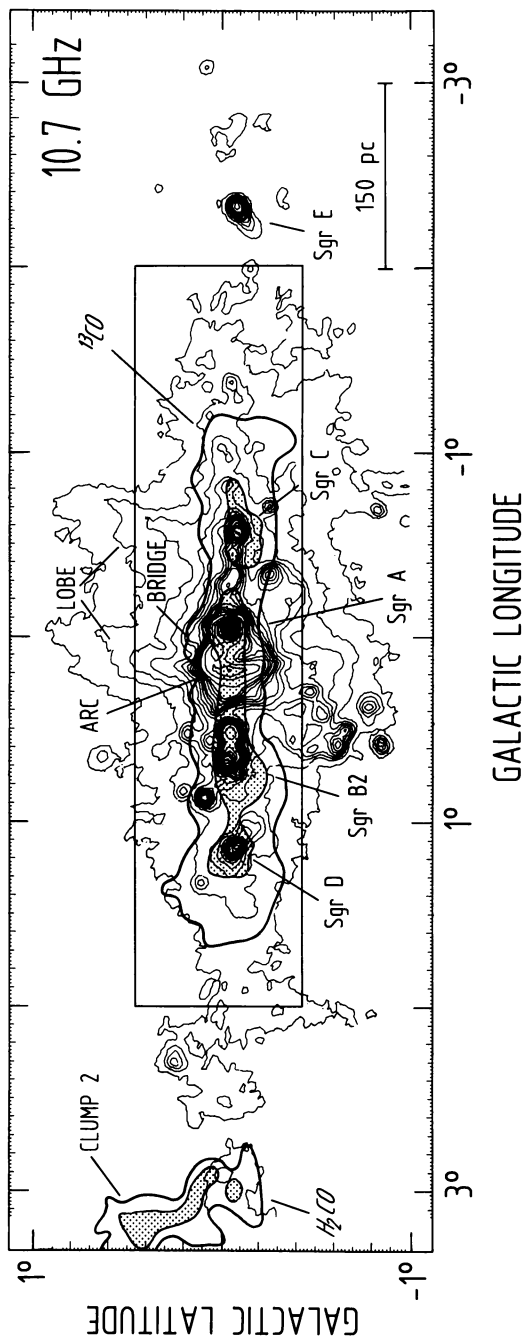 10.7 GHz
CLUMP 2
ARC
LOBE
BRIDGE
¹³CO
H₂CO
Sgr D
Sgr B2
Sgr A
Sgr C
Sgr E
150 pc
1°
-1°
3°
1°
-1°
-3°
GALACTIC LATITUDE
GALACTIC LONGITUDE